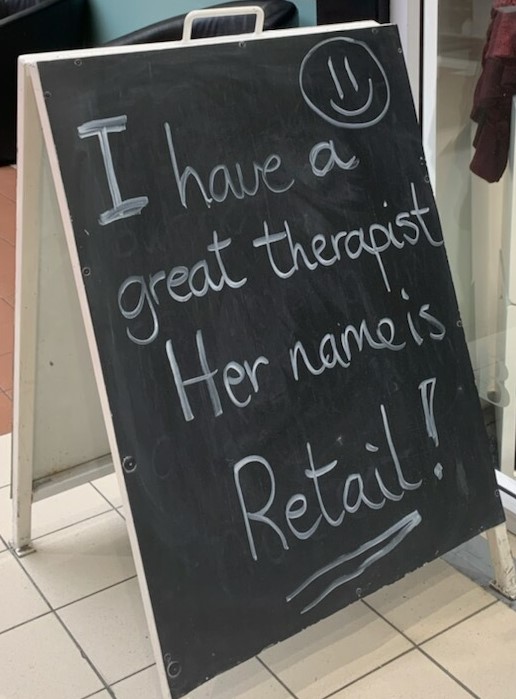 I have a
great therapist
Her name is
Retail!